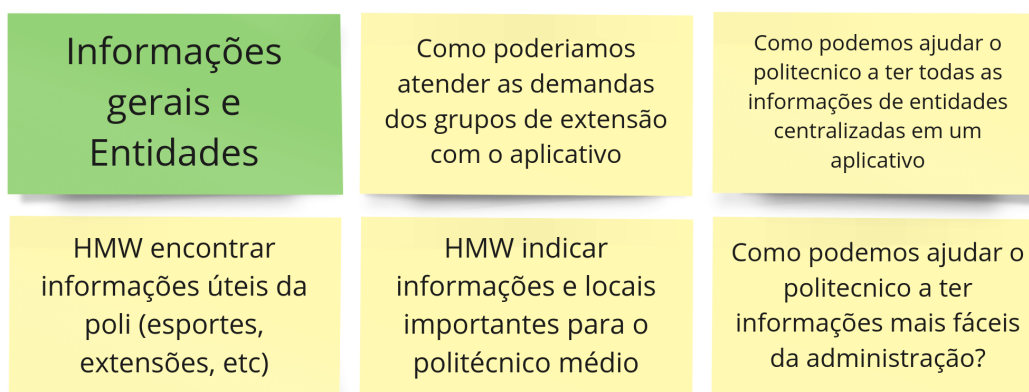 Informações
gerais e
Entidades
Como poderiamos
atender as demandas
dos grupos de extensão
com o aplicativo
Como podemos ajudar o
politecnico a ter todas as
informações de entidades
centralizadas em um
aplicativo
HMW encontrar
informações úteis da
poli (esportes,
extensões, etc)
HMW indicar
informações e locais
importantes para o
politécnico médio
Como podemos ajudar o
politecnico a ter
informações mais fáceis
da administração?